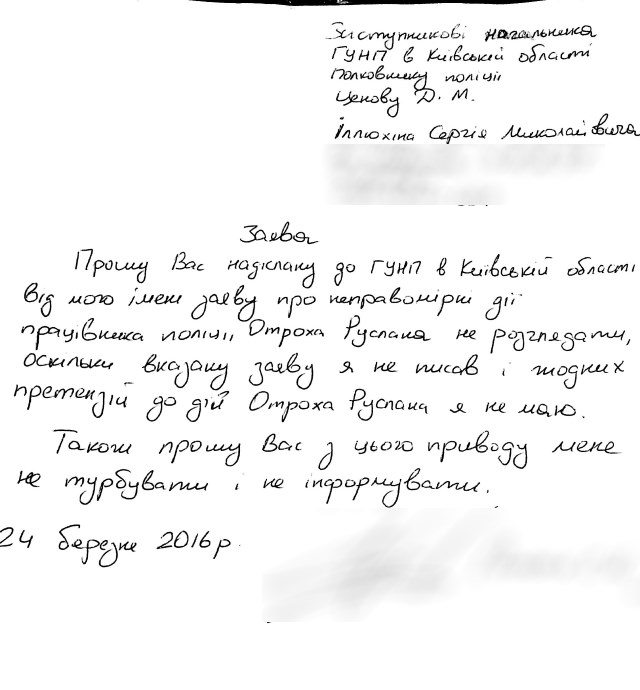 Заступникові начальника
ГУНП в Київській області
полковнику поліції
Ценову Д. М.
Іллюхіна Сергія Миколайовича
Заява
Прошу Вас надіслану до ГУНП в Київській області
від мого імені заяву про неправомірні дії
працівника поліції, Отроха Руслана не розглядати,
оскільки вказану заяву я не писав і жодних
претензій до дій Отроха Руслана я не маю.
Також прошу Вас з цього приводу мене
не турбувати і не інформувати.
24 березня 2016 р.